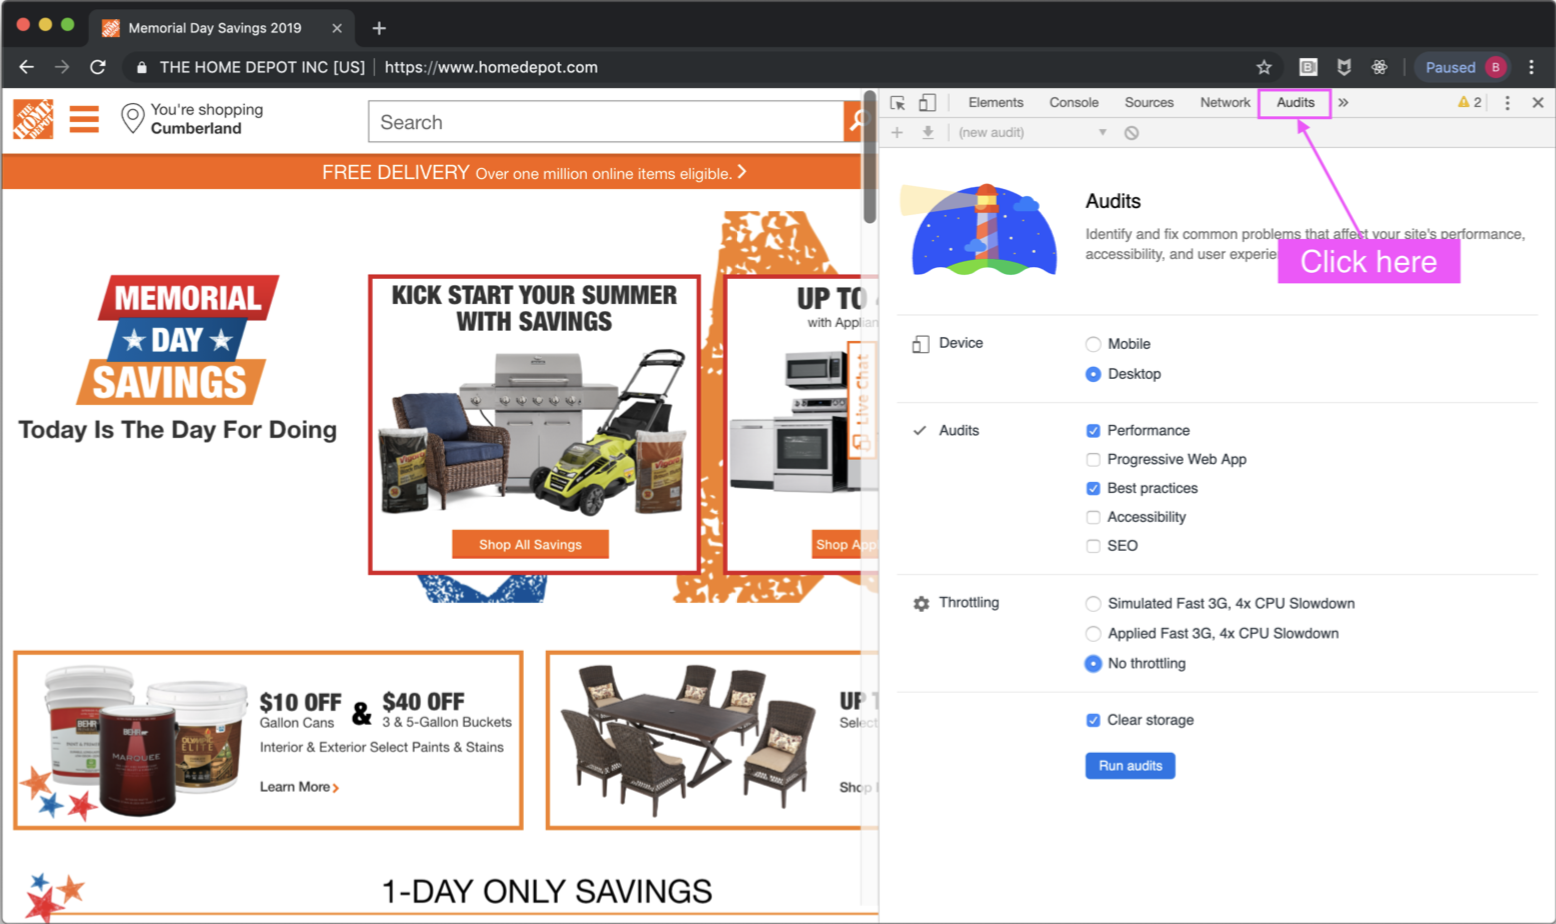 Memorial Day Savings 2019
THE HOME DEPOT INC [US] | https://www.homedepot.com
B
Paused B
THE HOME DEPOT
You're shopping
Cumberland
Search
FREE DELIVERY Over one million online items eligible.
MEMORIAL
DAY
SAVINGS
Today Is The Day For Doing
KICK START YOUR SUMMER
WITH SAVINGS
Vigoro
Shop All Savings
UP TO
with Applian
Live Chat
Shop App
BEHR
BEHR
MARQUEE
OLYMPIC
ELITE
$10 OFF
Gallon Cans
&
$40 OFF
3 & 5-Gallon Buckets
Interior & Exterior Select Paints & Stains
Learn More
UP T
Select
Shop
1-DAY ONLY SAVINGS
Elements Console Sources Network Audits » 2
(new audit)
Audits
Identify and fix common problems that affect your site's performance,
accessibility, and user experie
Click here
Device
Mobile
Desktop
Audits
Performance
Progressive Web App
Best practices
Accessibility
SEO
Throttling
Simulated Fast 3G, 4x CPU Slowdown
Applied Fast 3G, 4x CPU Slowdown
No throttling
Clear storage
Run audits